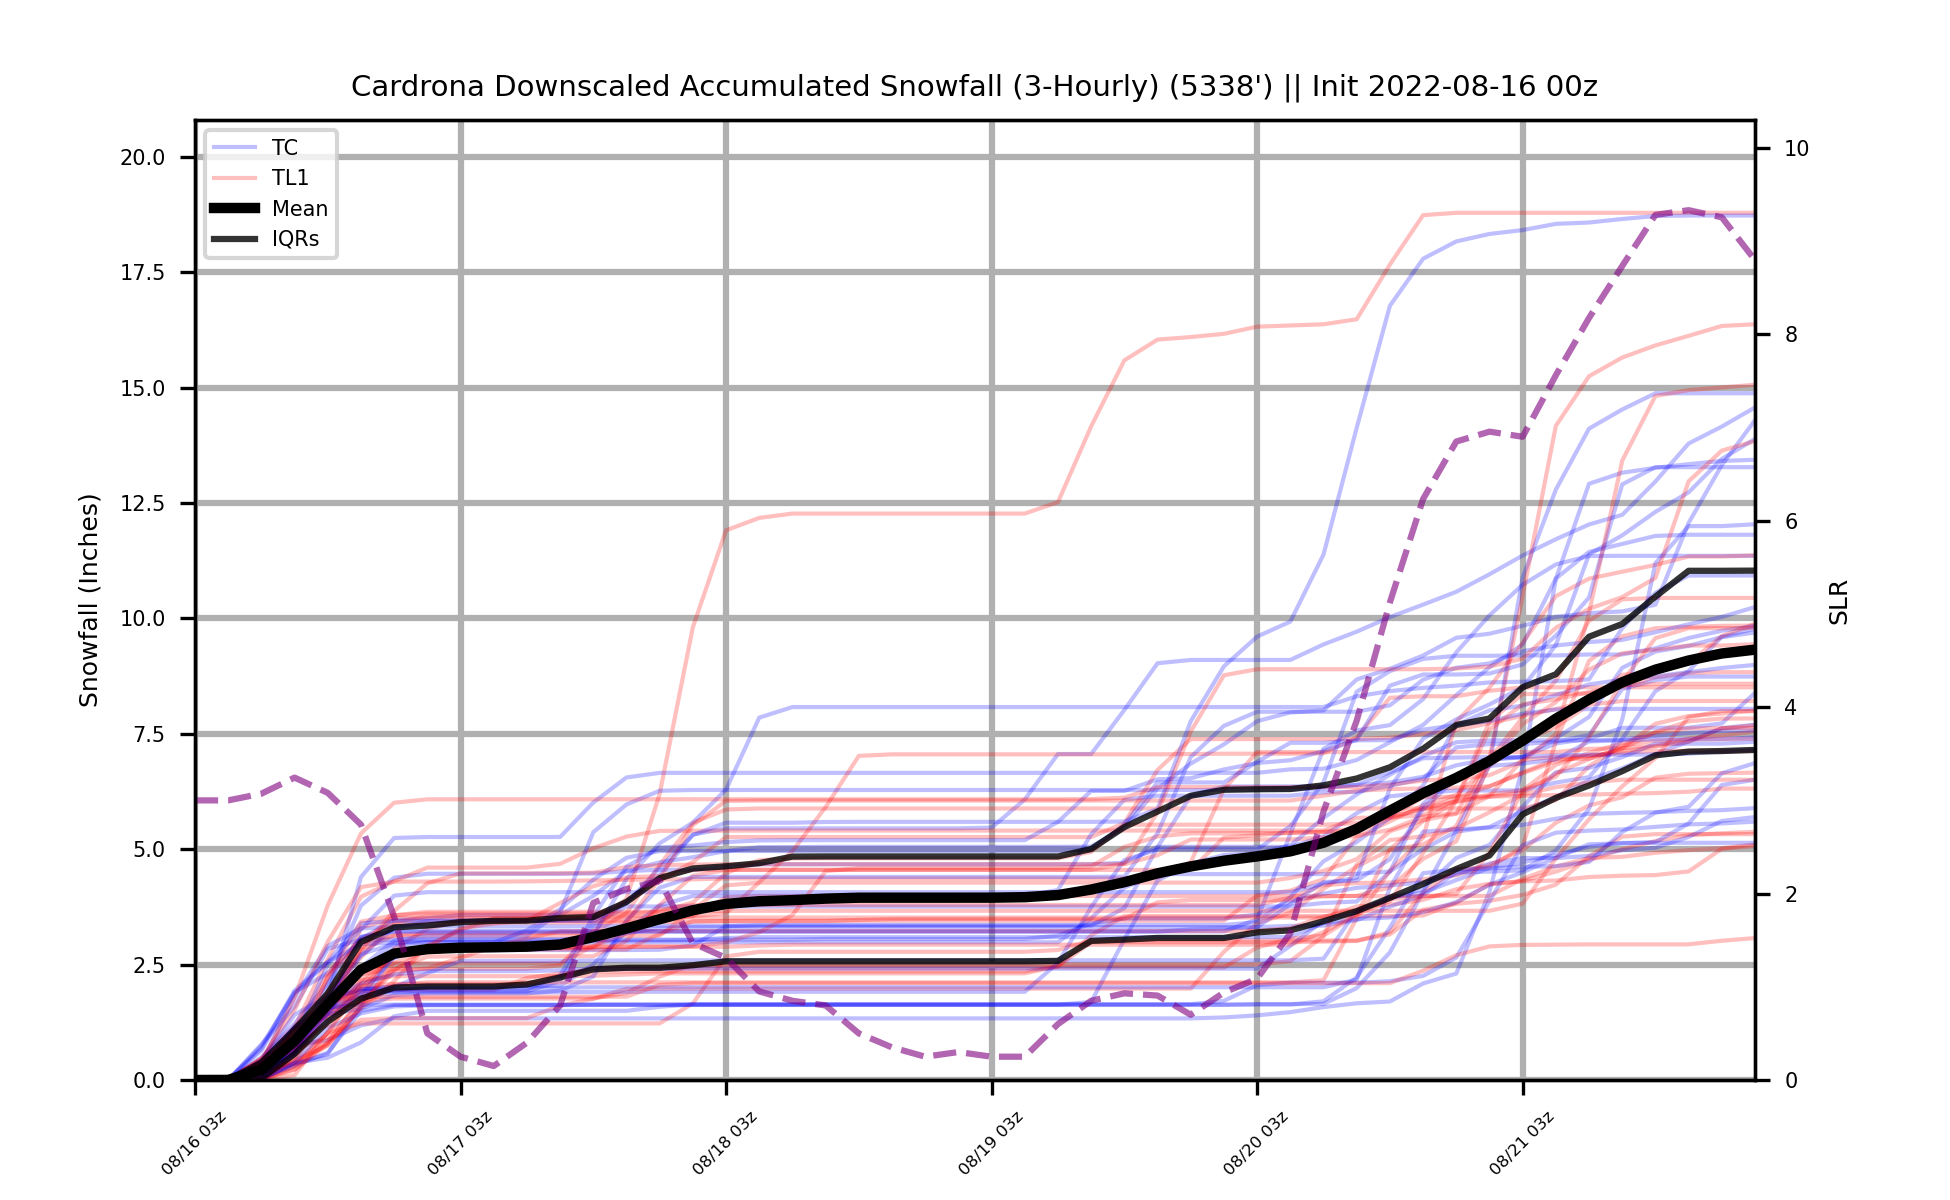 Cardrona Downscaled Accumulated Snowfall (3-Hourly) (5338') || Init 2022-08-16 00z
TC
TL1
Mean
IQRs
20.0
17.5
15.0
12.5
10.0
7.5
5.0
2.5
0.0
Snowfall (Inches)
10
8
6
4
2
0
SLR
08/16 03z
08/17 03z
08/18 03z
08/19 03z
08/20 03z
08/21 03z